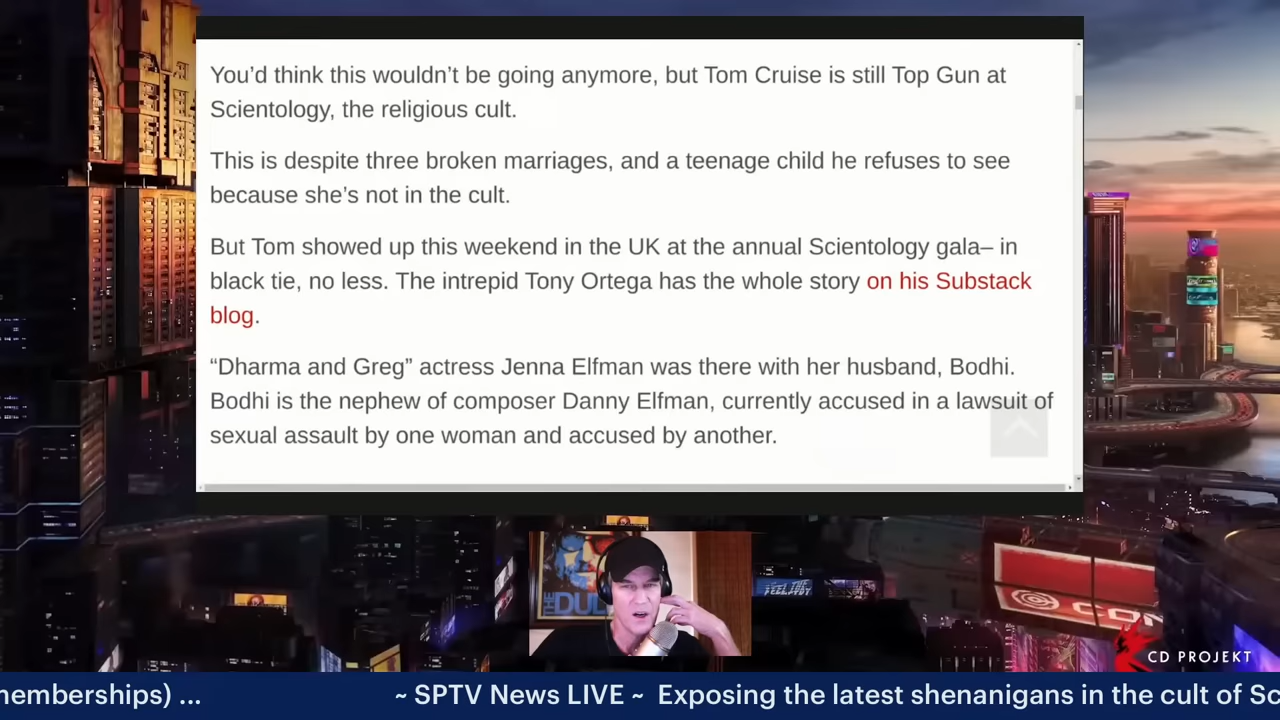 You’d think this wouldn’t be going anymore, but Tom Cruise is still Top Gun at
Scientology, the religious cult.
This is despite three broken marriages, and a teenage child he refuses to see
because she’s not in the cult.
But Tom showed up this weekend in the UK at the annual Scientology gala– in
black tie, no less. The intrepid Tony Ortega has the whole story on his Substack
blog.
“Dharma and Greg” actress Jenna Elfman was there with her husband, Bodhi.
Bodhi is the nephew of composer Danny Elfman, currently accused in a lawsuit of
sexual assault by one woman and accused by another.
THE
CD PROJEKT
memberships) ...
~ SPTV News LIVE ~ Exposing the latest shenanigans in the cult of Sc